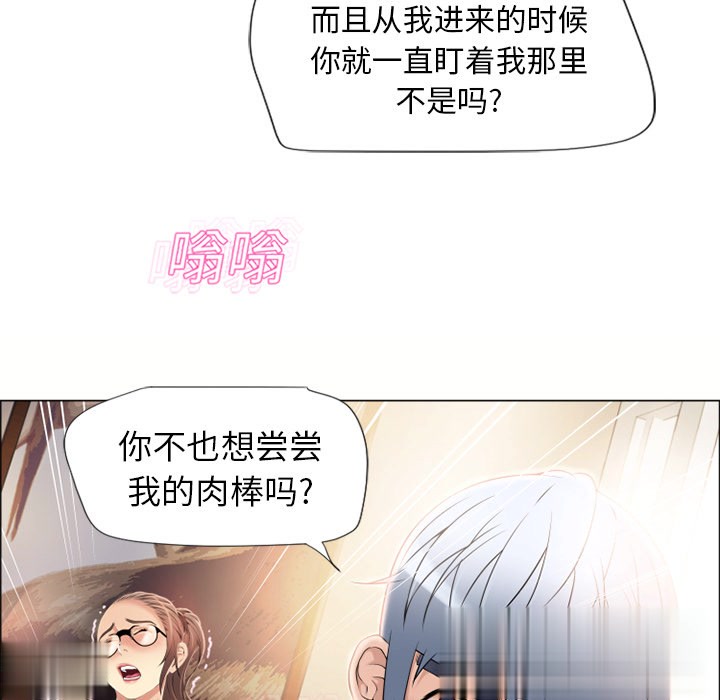 而且从我进来的时候
你就一直盯着我那里
不是吗?
嗡嗡
你不也想尝尝
我的肉棒吗?